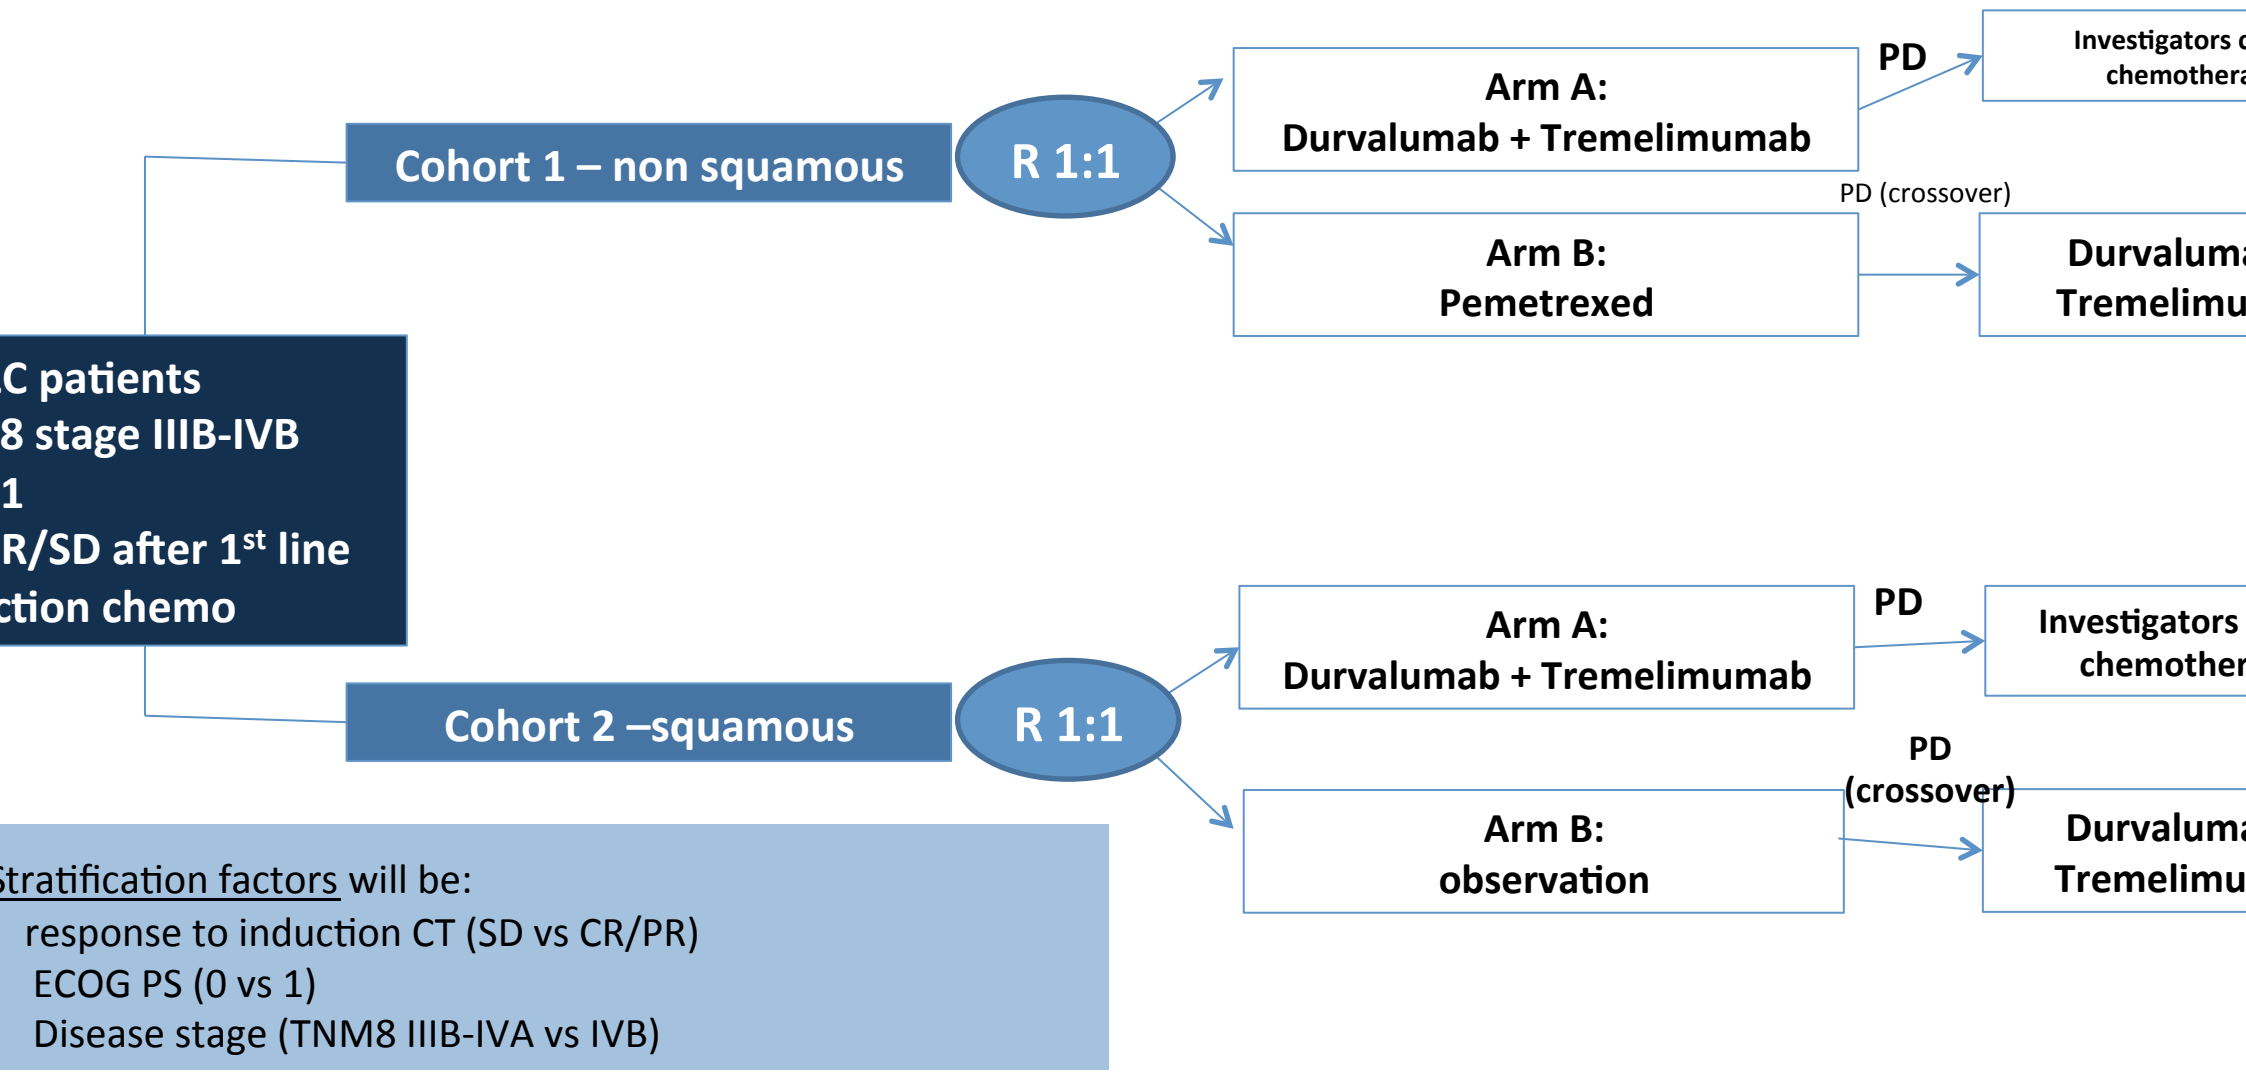 PD
Investigators
Arm A:
Durvalumab + Tremelimumab
Cohort 1 – non squamous
R 1:1
PD (crossover)
Arm B:
Pemetrexed
patients
8 stage IIIB-IVB
1
R/SD after 1st line
chemo
Arm A:
Durvalumab + Tremelimumab
PD
Investigators
Cohort 2 –squamous
R 1:1
PD
(crossover)
Arm B:
observation
Stratification factors will be:
response to induction CT (SD vs CR/PR)
ECOG PS (0 vs 1)
Disease stage (TNM8 IIIB-IVA vs IVB)